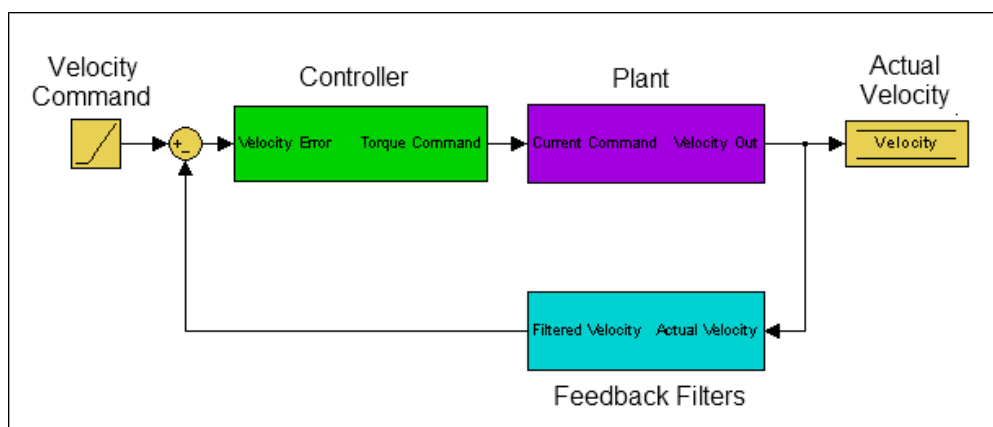 Velocity
Command
Controller
Plant
Actual
Velocity
+
-
Velocity Error
Torque Command
Current Command
Velocity Out
Velocity
Filtered Velocity
Actual Velocity
Feedback Filters